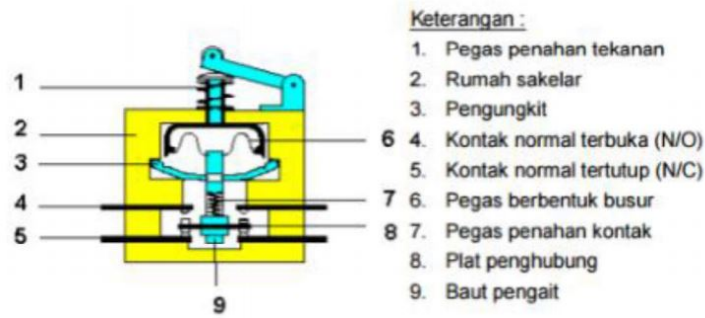 Keterangan :
1. Pegas penahan tekanan
2. Rumah sakelar
3. Pengungkit
4. Kontak normal terbuka (N/O)
5. Kontak normal tertutup (N/C)
6. Pegas berbentuk busur
7. Pegas penahan kontak
8. Plat penghubung
9. Baut pengait
1
2
3
4
5
6
7
8
9